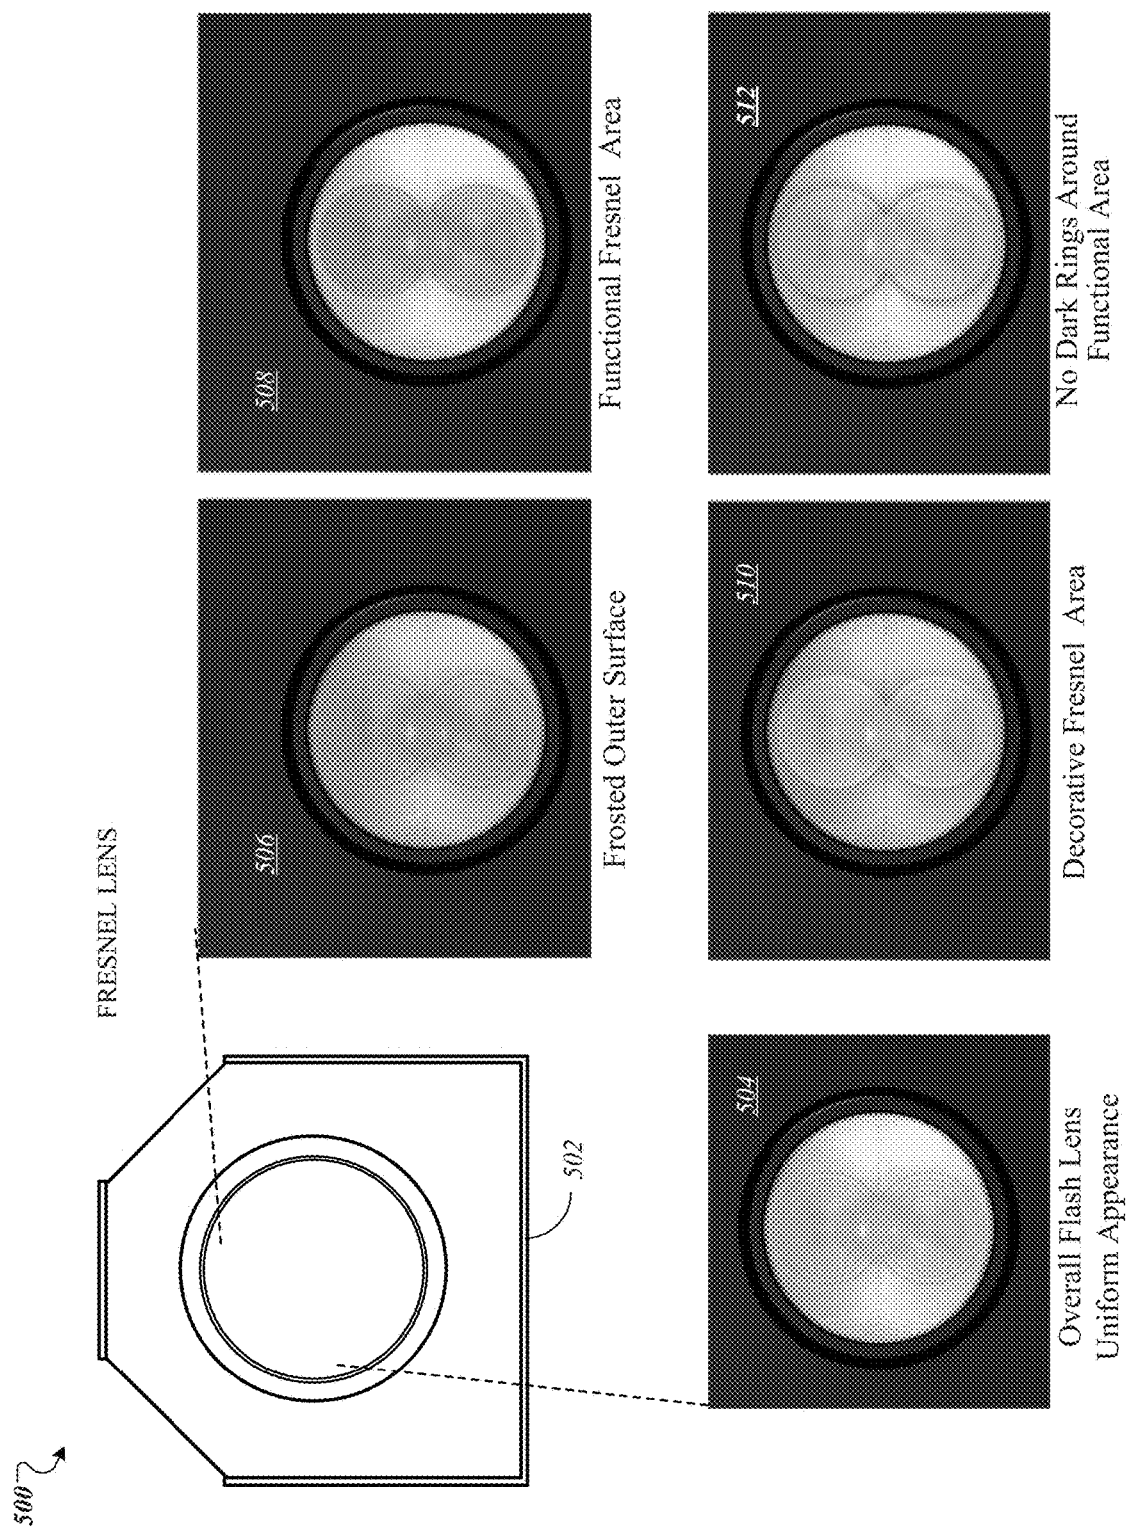 500
FRESNEL LENS
502
506
Frosted Outer Surface
508
Functional Fresnel Area
504
Overall Flash Lens
Uniform Appearance
510
Decorative Fresnel Area
512
No Dark Rings Around
Functional Area